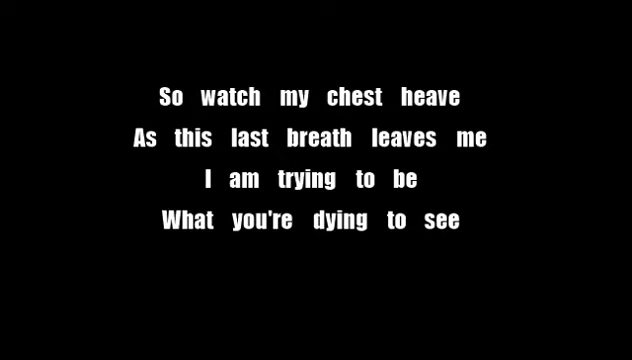 So watch my chest heave
As this last breath leaves me
I am trying to be
What you're dying to see